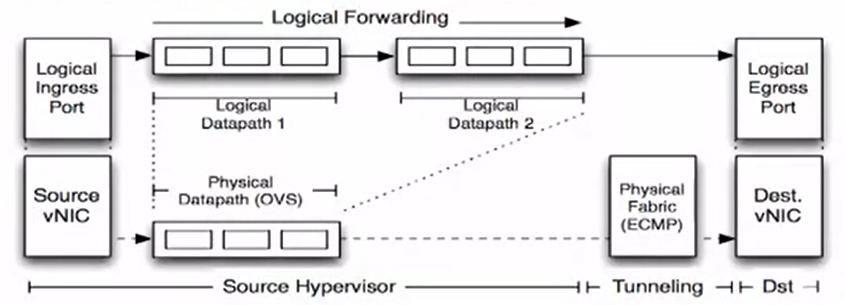 Logical Forwarding
Logical
Ingress
Port
Logical
Egress
Port
Logical
Datapath 1
Logical
Datapath 2
Source
vNIC
Physical
Datapath (OVS)
Physical
Fabric
(ECMP)
Dest.
vNIC
Source Hypervisor
Tunneling
Dst